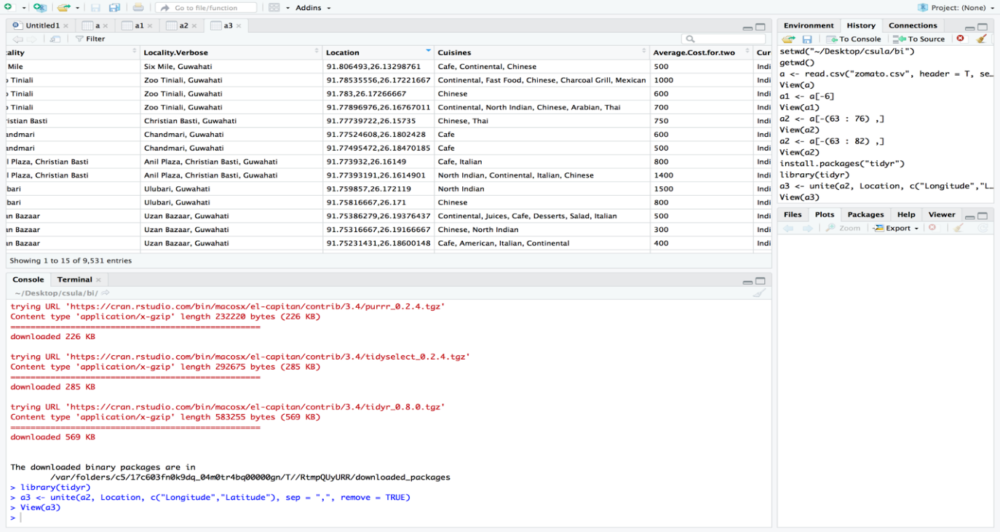 Go to file/function Addins Project: (None)
Untitled1 a a1 a2 a3
Filter
ality Locality.Verbose Location Cuisines Average.Cost.for.two Cur
Mile Six Mile, Guwahati 91.806493,26.13298761 Cafe, Continental, Chinese 500 Indi
o Tiniali Zoo Tiniali, Guwahati 91.78535556,26.17221667 Continental, Fast Food, Chinese, Charcoal Grill, Mexican 1000 Indi
o Tiniali Zoo Tiniali, Guwahati 91.783,26.17266667 Chinese 600 Indi
o Tiniali Zoo Tiniali, Guwahati 91.77896976,26.16767011 Continental, North Indian, Chinese, Arabian, Thai 700 Indi
ristian Basti Christian Basti, Guwahati 91.77739722,26.15735 Chinese, Thai 750 Indi
andmari Chandmari, Guwahati 91.77524608,26.1802428 Cafe 600 Indi
andmari Chandmari, Guwahati 91.77495472,26.18470185 Cafe 500 Indi
il Plaza, Christian Basti Anil Plaza, Christian Basti, Guwahati 91.773932,26.16149 Cafe, Italian 800 Indi
il Plaza, Christian Basti Anil Plaza, Christian Basti, Guwahati 91.77393191,26.1614901 North Indian, Continental, Italian, Chinese 1400 Indi
ubari Ulubari, Guwahati 91.759857,26.172119 North Indian 1500 Indi
ubari Ulubari, Guwahati 91.75816667,26.171 Chinese 800 Indi
an Bazaar Uzan Bazaar, Guwahati 91.75386279,26.19376437 Continental, Juices, Cafe, Desserts, Salad, Italian 500 Indi
an Bazaar Uzan Bazaar, Guwahati 91.75316667,26.19166667 Chinese, North Indian 300 Indi
an Bazaar Uzan Bazaar, Guwahati 91.75231431,26.18600148 Cafe, American, Italian, Continental 400 Indi
Showing 1 to 15 of 9,531 entries
Console Terminal
~/Desktop/csula/bi/
trying URL 'https://cran.rstudio.com/bin/macosx/el-capitan/contrib/3.4/purrr_0.2.4.tgz'
Content type 'application/x-gzip' length 232220 bytes (226 KB)
==================================================
downloaded 226 KB
trying URL 'https://cran.rstudio.com/bin/macosx/el-capitan/contrib/3.4/tidyselect_0.2.4.tgz'
Content type 'application/x-gzip' length 292675 bytes (285 KB)
==================================================
downloaded 285 KB
trying URL 'https://cran.rstudio.com/bin/macosx/el-capitan/contrib/3.4/tidyr_0.8.0.tgz'
Content type 'application/x-gzip' length 583255 bytes (569 KB)
==================================================
downloaded 569 KB
The downloaded binary packages are in
/var/folders/c5/17c603fn0k9dq_04m0tr4bq00000gn/T//RtmpQUyURR/downloaded_packages
> library(tidyr)
> a3 <- unite(a2, Location, c("Longitude","Latitude"), sep = ",", remove = TRUE)
> View(a3)
>
Environment History Connections
To Console To Source
setwd("~/Desktop/csula/bi")
getwd()
a <- read.csv("zomato.csv", header = T, se…
View(a)
a1 <- a[-6]
View(a1)
a2 <- a[-(63 : 76) ,]
View(a2)
a2 <- a[-(63 : 82) ,]
View(a2)
install.packages("tidyr")
library(tidyr)
a3 <- unite(a2, Location, c("Longitude","L…
View(a3)
Files Plots Packages Help Viewer
Zoom Export